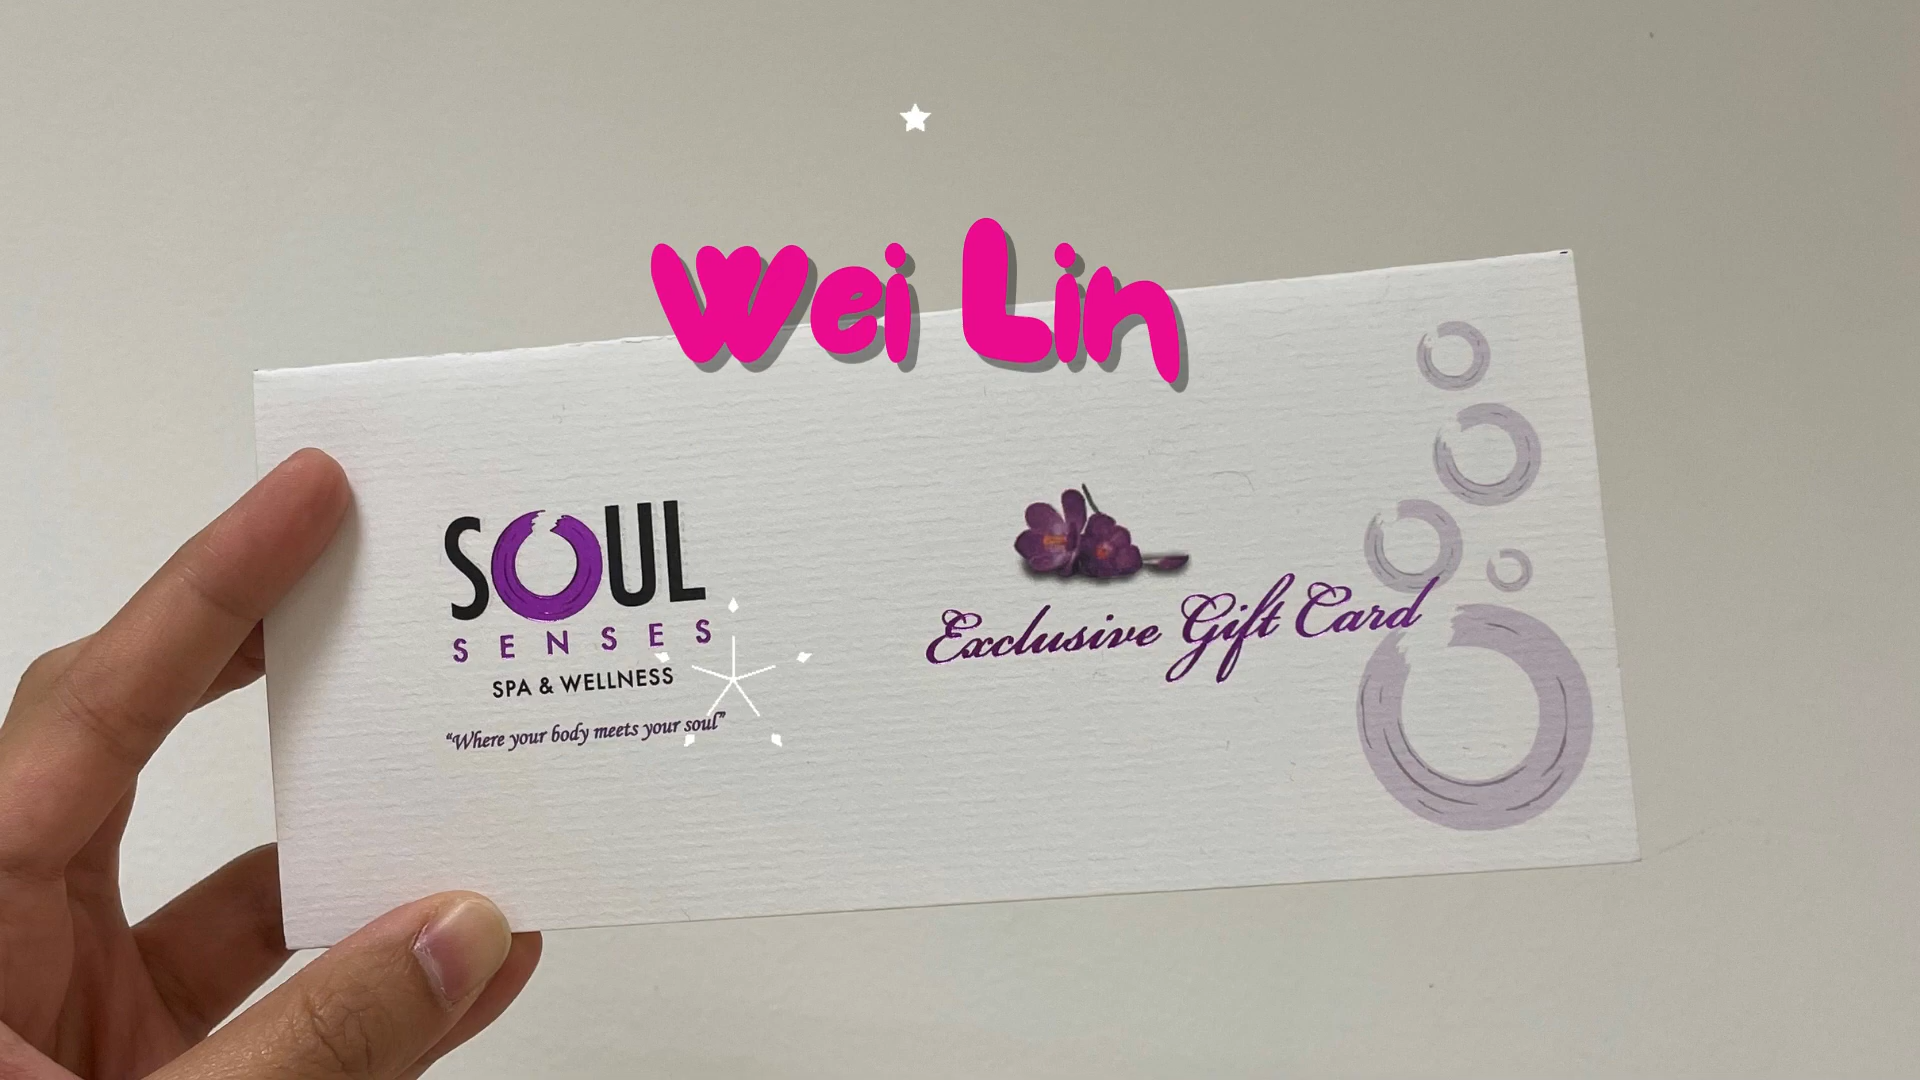 Wei Lin
SOUL
SENSES
SPA & WELLNESS
“Where your body meets your soul”
Exclusive Gift Card